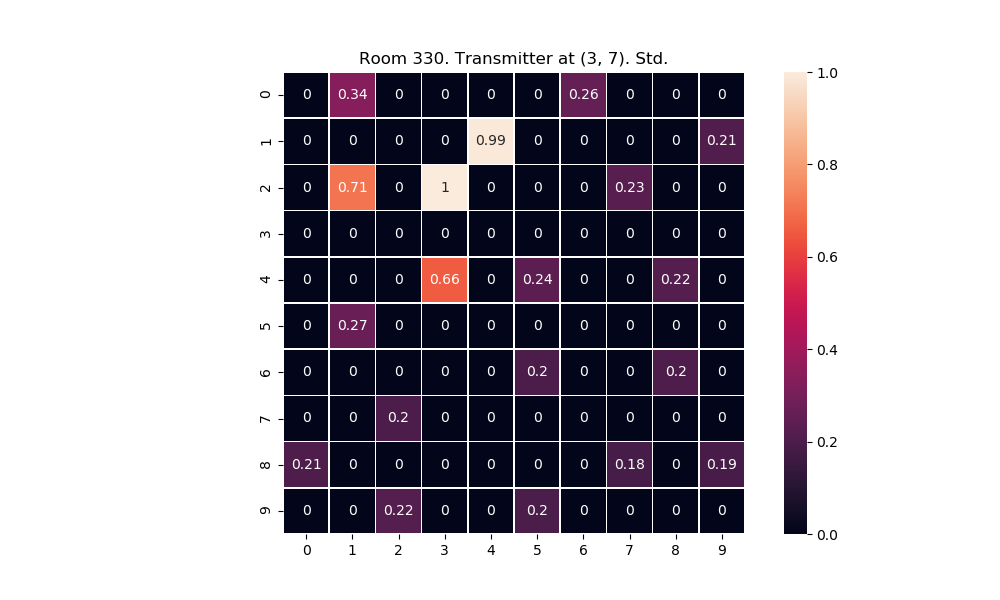 Room 330. Transmitter at (3, 7). Std.
0 0 0.34 0 0 0 0 0.26 0 0 0
1 0 0 0 0 0.99 0 0 0 0 0.21
2 0 0.71 0 1 0 0 0 0.23 0 0
3 0 0 0 0 0 0 0 0 0 0
4 0 0 0 0.66 0 0.24 0 0 0.22 0
5 0 0.27 0 0 0 0 0 0 0 0
6 0 0 0 0 0 0.2 0 0 0.2 0
7 0 0 0.2 0 0 0 0 0 0 0
8 0.21 0 0 0 0 0 0 0.18 0 0.19
9 0 0 0.22 0 0 0.2 0 0 0 0
0 1 2 3 4 5 6 7 8 9
1.0
0.8
0.6
0.4
0.2
0.0